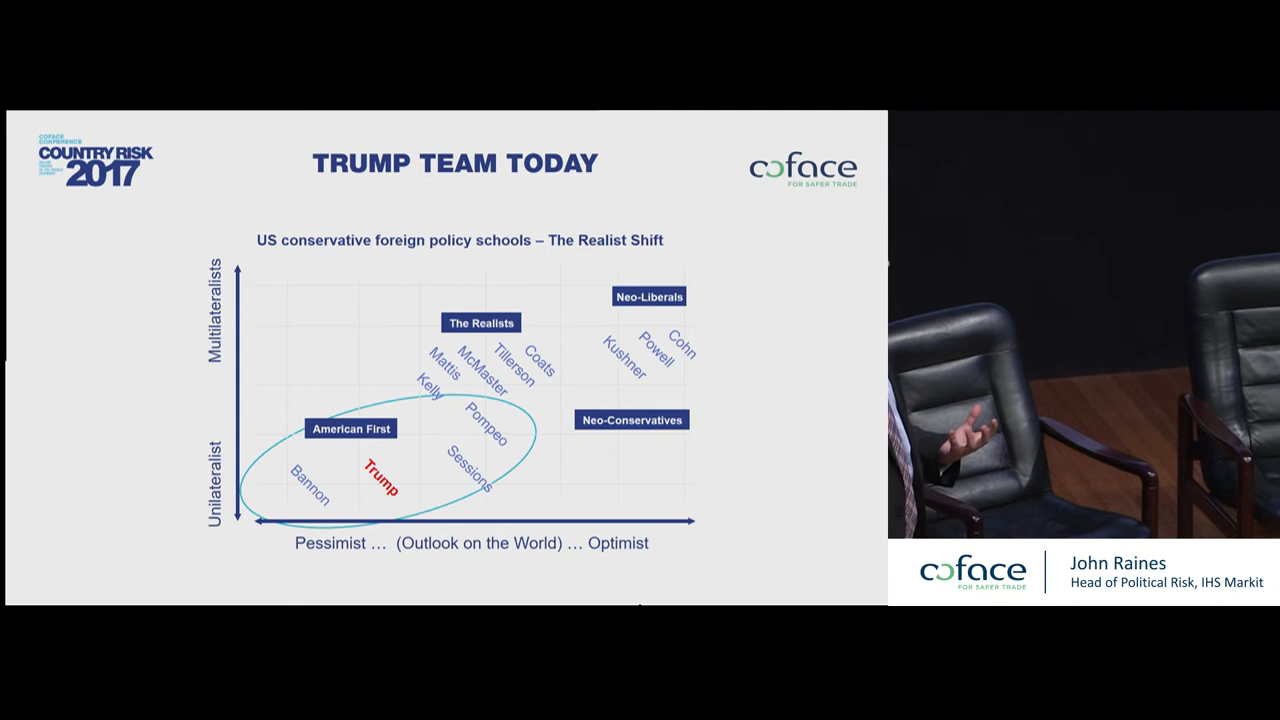 COFACE
CONFERENCE
COUNTRY RISK
2017
TRUMP TEAM TODAY
coface
FOR SAFER TRADE
US conservative foreign policy schools – The Realist Shift
Multilateralists
Unilateralist
Neo-Liberals
The Realists
Cohn
Powell
Kushner
Coats
Tillerson
McMaster
Mattis
Kelly
Pompeo
Neo-Conservatives
American First
Sessions
Trump
Bannon
Pessimist … (Outlook on the World) … Optimist
coface
FOR SAFER TRADE
John Raines
Head of Political Risk, IHS Markit